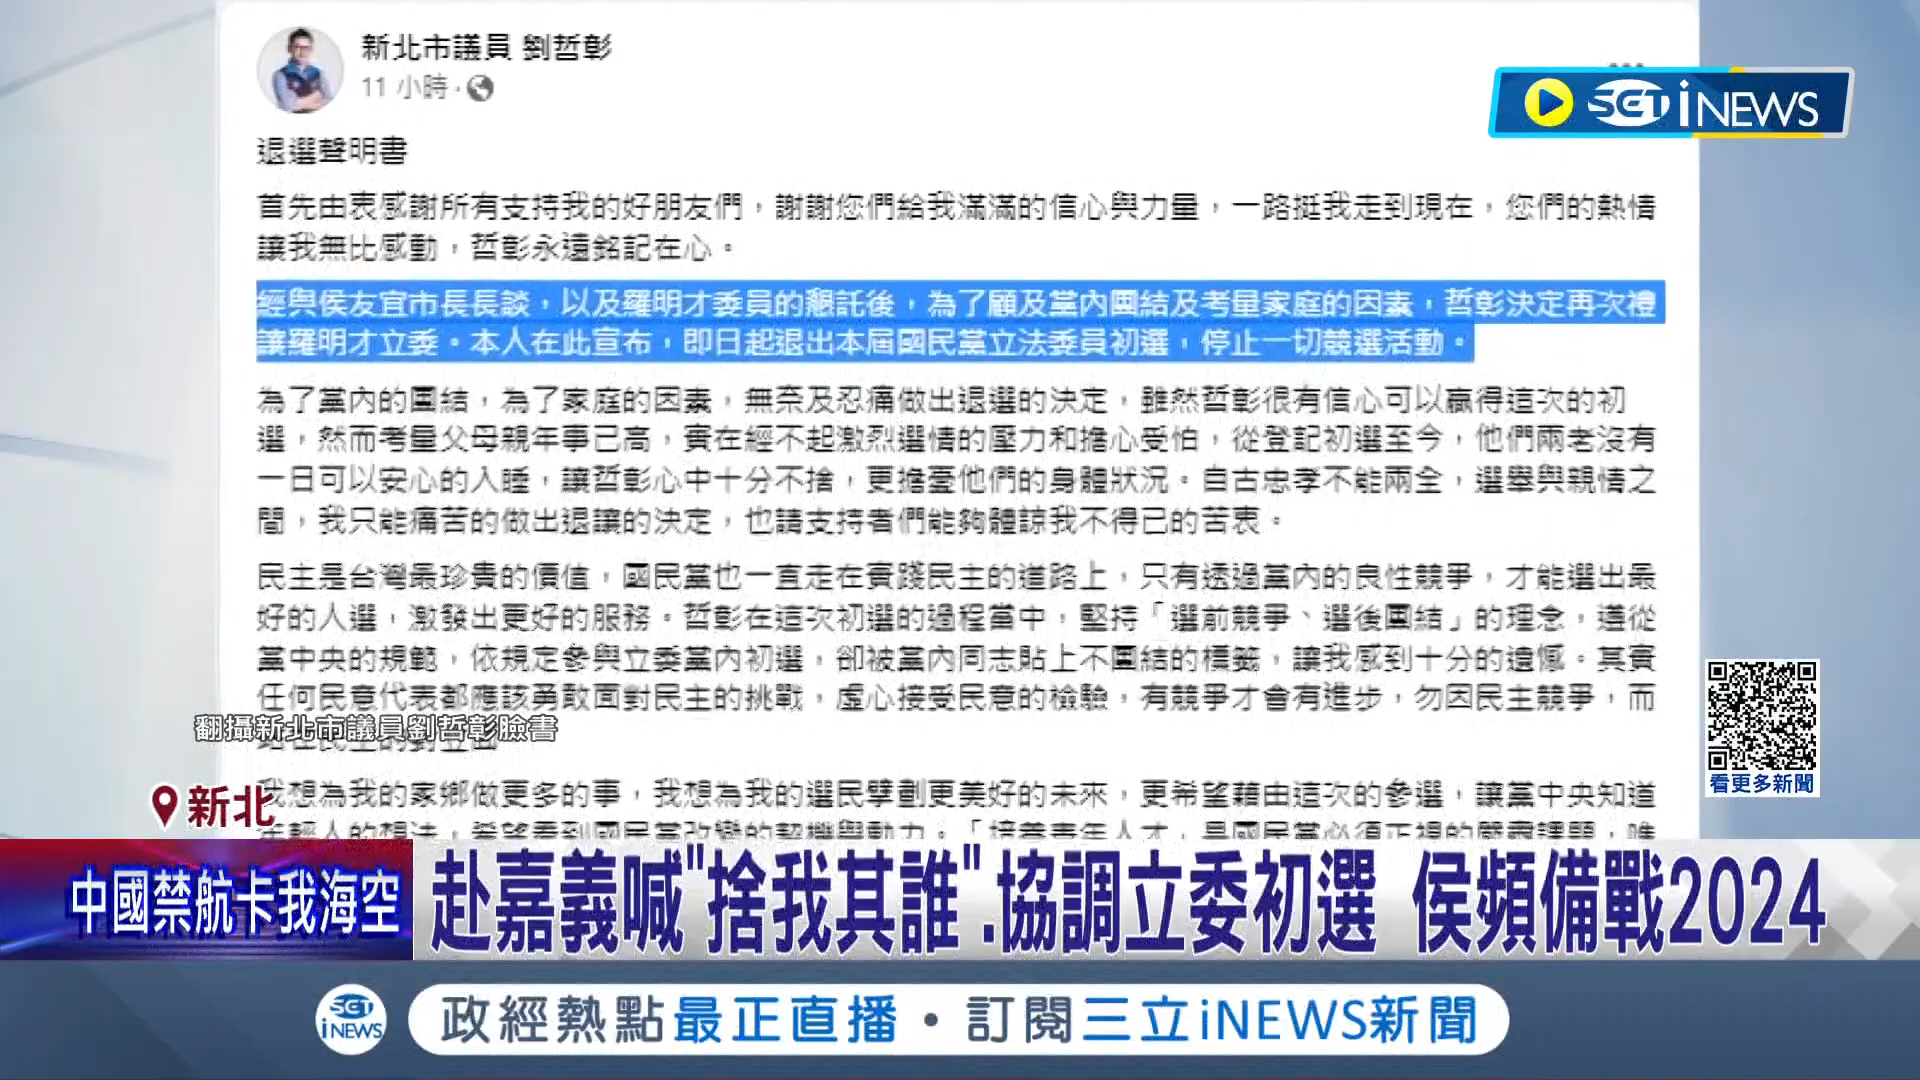 新北市議員 劉哲彰
11 小時
SET iNEWS
退選聲明書
首先由衷感謝所有支持我的好朋友們，謝謝您們給我滿滿的信心與力量，一路挺我走到現在，您們的熱情
讓我無比感動，哲彰永遠銘記在心。
經與侯友宜市長長談，以及羅明才委員的懇託後，為了顧及黨內團結及考量家庭的因素，哲彰決定再次禮
讓羅明才立委。本人在此宣布，即日起退出本屆國民黨立法委員初選，停止一切競選活動。
為了黨內的團結，為了家庭的因素，無奈及忍痛做出退選的決定，雖然哲彰很有信心可以贏得這次的初
選，然而考量父母親年事已高，實在經不起激烈選情的壓力和擔心受怕，從登記初選至今，他們兩老沒有
一日可以安心的入睡，讓哲彰心中十分不捨，更擔憂他們的身體狀況。自古忠孝不能兩全，選舉與親情之
間，我只能痛苦的做出退讓的決定，也請支持者們能夠體諒我不得已的苦衷。
民主是台灣最珍貴的價值，國民黨也一直走在實踐民主的道路上，只有透過黨內的良性競爭，才能選出最
好的人選，激發出更好的服務。哲彰在這次初選的過程當中，堅持「選前競爭、選後團結」的理念，遵從
黨中央的規範，依規定參與立委黨內初選，卻被黨內同志貼上不團結的標籤，讓我感到十分的遺憾。其實
任何民意代表都應該勇敢面對民主的挑戰，虛心接受民意的檢驗，有競爭才會有進步，勿因民主競爭，而
翻攝新北市議員劉哲彰臉書
我想為我的家鄉做更多的事，我想為我的選民擘劃更美好的未來，更希望藉由這次的參選，讓黨中央知道
看更多新聞
新北
中國禁航卡我海空
赴嘉義喊"捨我其誰".協調立委初選 侯頻備戰2024
SET iNEWS
政經熱點最正直播・訂閱三立iNEWS新聞